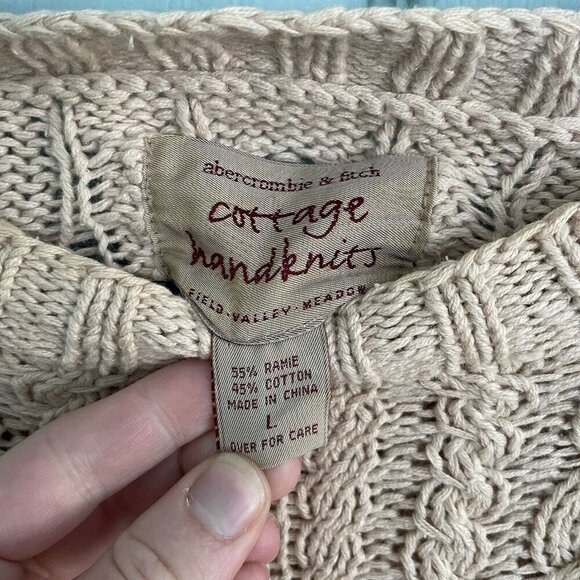 abercrombie & fitch
cottage
handknits
FIELD · VALLEY · MEADOW
55% RAMIE
45% COTTON
MADE IN CHINA
L
OVER FOR CARE